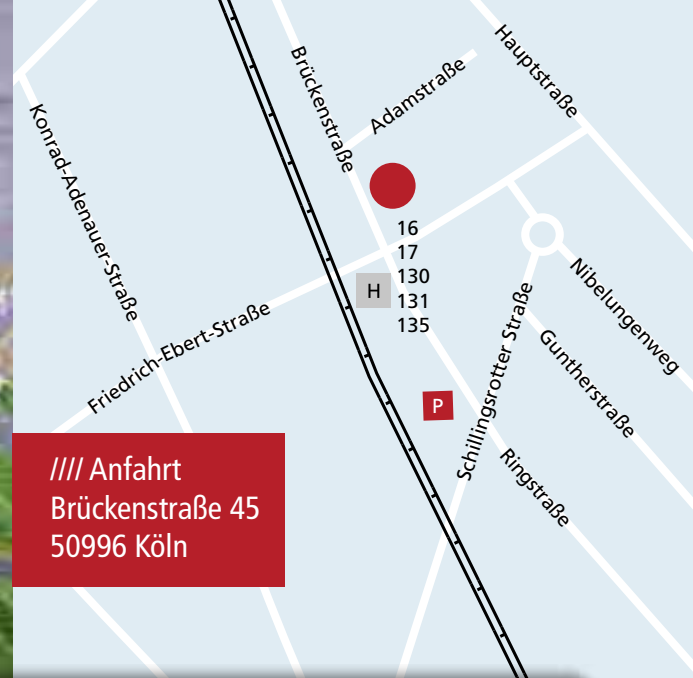 Hauptstraße
Brückenstraße
Adamstraße
Konrad-Adenauer-Straße
16
17
130
131
135
H
Nibelungenweg
Friedrich-Ebert-Straße
Schillingsrotter Straße
Guntherstraße
P
Ringstraße
//// Anfahrt
Brückenstraße 45
50996 Köln